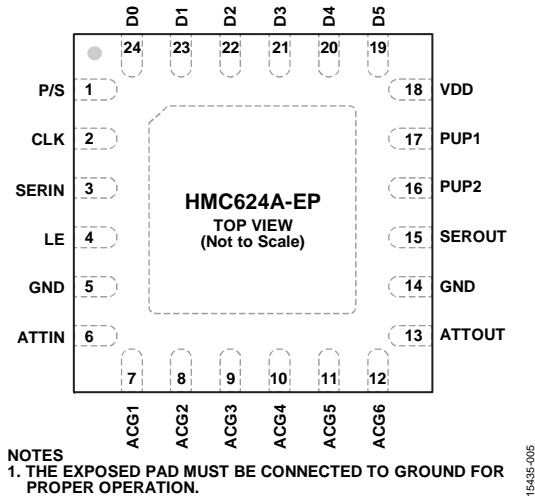 D0 D1 D2 D3 D4 D5
24 23 22 21 20 19
P/S 1 18 VDD
CLK 2 17 PUP1
SERIN 3 16 PUP2
HMC624A-EP
TOP VIEW
(Not to Scale)
LE 4 15 SEROUT
GND 5 14 GND
ATTIN 6 13 ATTOUT
7 8 9 10 11 12
ACG1 ACG2 ACG3 ACG4 ACG5 ACG6
NOTES
1. THE EXPOSED PAD MUST BE CONNECTED TO GROUND FOR
PROPER OPERATION.
15435-005